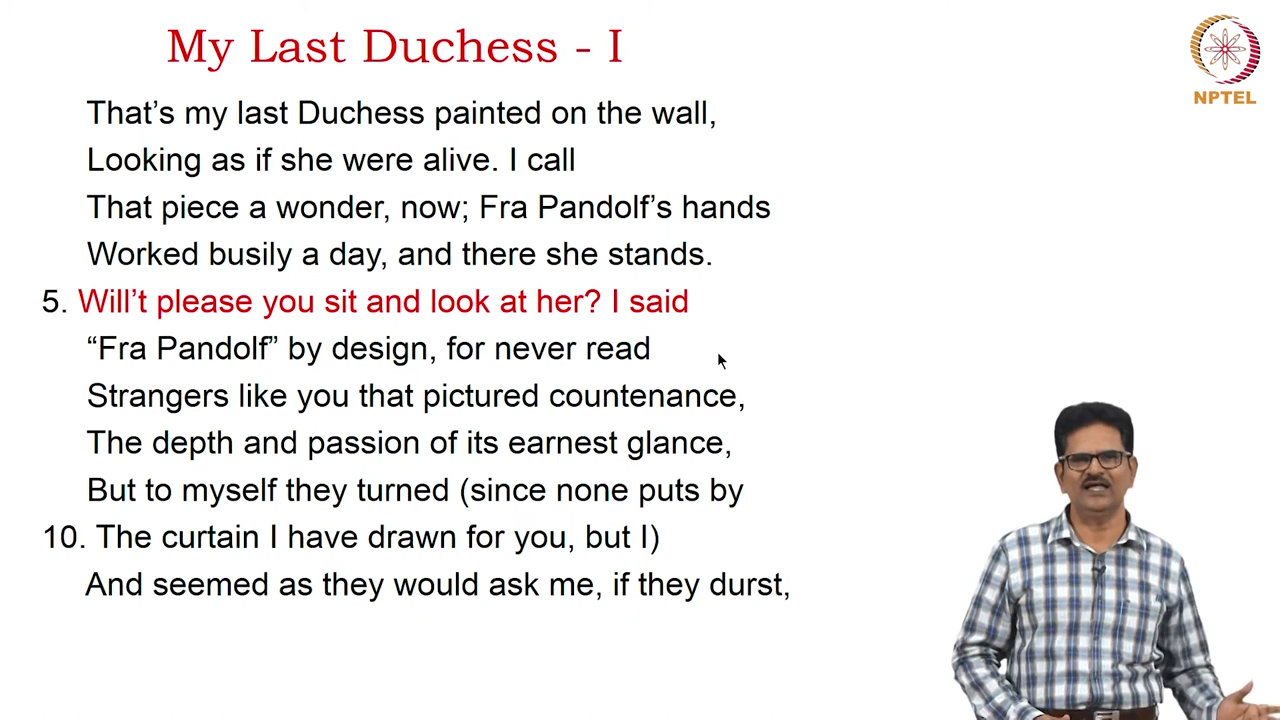 My Last Duchess - I
NPTEL
That’s my last Duchess painted on the wall,
Looking as if she were alive. I call
That piece a wonder, now; Fra Pandolf’s hands
Worked busily a day, and there she stands.
5. Will’t please you sit and look at her? I said
“Fra Pandolf” by design, for never read
Strangers like you that pictured countenance,
The depth and passion of its earnest glance,
But to myself they turned (since none puts by
10. The curtain I have drawn for you, but I)
And seemed as they would ask me, if they durst,